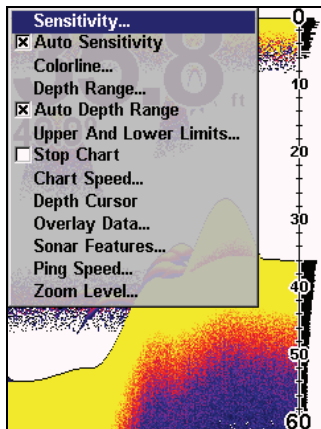 Sensitivity...
Auto Sensitivity
Colorline...
Depth Range...
Auto Depth Range
Upper And Lower Limits...
Stop Chart
Chart Speed...
Depth Cursor
Overlay Data...
Sonar Features...
Ping Speed...
Zoom Level...
ft
0
10
20
30
40
50
60